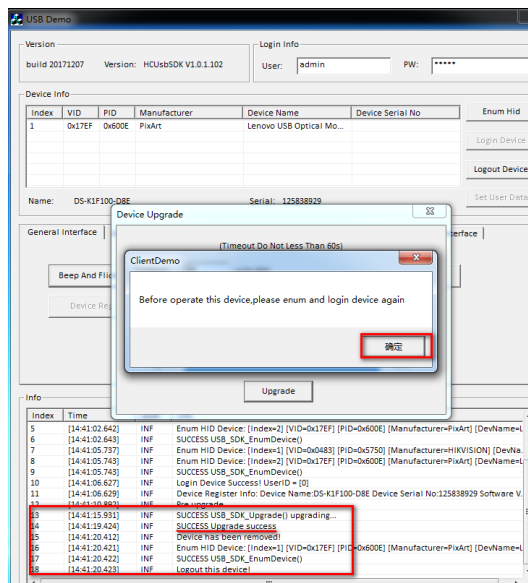 USB Demo
Version
build 20171207 Version: HCUsbSDK V1.0.1.102
Login Info
User: admin PW: *****
Device Info
Index VID PID Manufacturer Device Name Device Serial No
1 0x17EF 0x600E PixArt Lenovo USB Optical Mo...
Enum Hid
Login Device
Logout Device
Set User Data
Name: DS-K1F100-D8E Serial: 125838929
Device Upgrade
General Interface
(Timeout Do Not Less Than 60s)
ClientDemo
Beep And
Before operate this device,please enum and login device again
Device
确定
Upgrade
Info
Index Time
5 [14:41:02.642] INF Enum HID Device: [Index=2] [VID=0x17EF] [PID=0x600E] [Manufacturer=PixArt] [DevName=L
6 [14:41:02.643] INF SUCCESS USB_SDK_EnumDevice()
7 [14:41:05.737] INF Enum HID Device: [Index=1] [VID=0x0483] [PID=0x5750] [Manufacturer=HIKVISION] [DevNa.
8 [14:41:05.743] INF Enum HID Device: [Index=2] [VID=0x17EF] [PID=0x600E] [Manufacturer=PixArt] [DevName=L
9 [14:41:05.743] INF SUCCESS USB_SDK_EnumDevice()
10 [14:41:06.627] INF Login Device Success! UserID = [0]
11 [14:41:06.629] INF Device Register Info: Device Name:DS-K1F100-D8E Device Serial No:125838929 Software V.
12 [14:41:10.892] INF Pre upgrade
13 [14:41:15.931] INF SUCCESS USB_SDK_Upgrade() upgrading...
14 [14:41:19.424] INF SUCCESS Upgrade success
15 [14:41:20.412] INF Device has been removed!
16 [14:41:20.421] INF Enum HID Device: [Index=1] [VID=0x17EF] [PID=0x600E] [Manufacturer=PixArt] [DevName=L
17 [14:41:20.422] INF SUCCESS USB_SDK_EnumDevice()
18 [14:41:20.423] INF Logout this device!